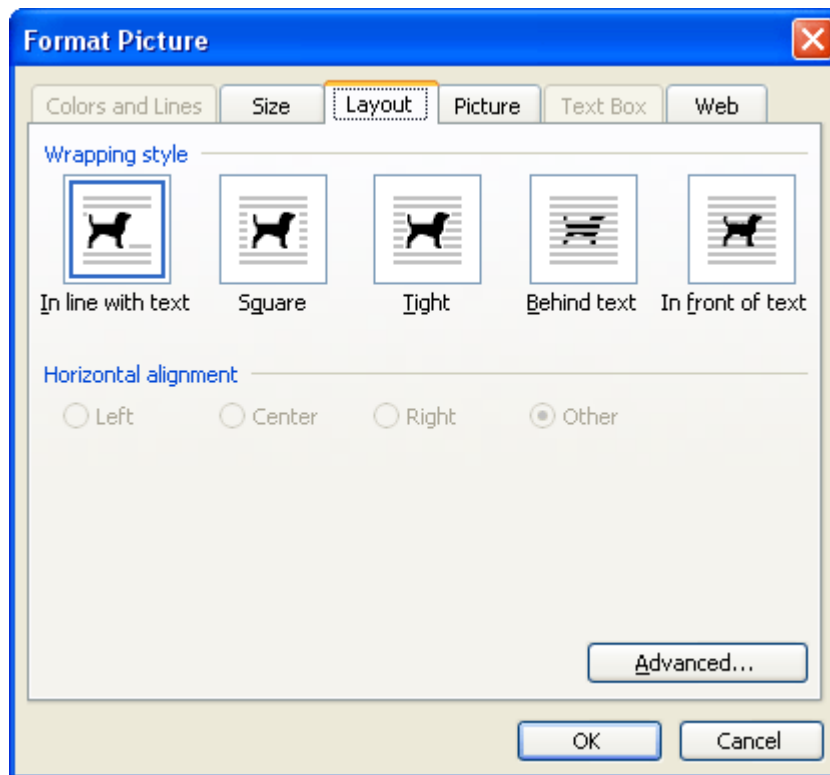 Format Picture
Colors and Lines Size Layout Picture Text Box Web
Wrapping style
In line with text Square Tight Behind text In front of text
Horizontal alignment
Left Center Right Other
Advanced...
OK Cancel